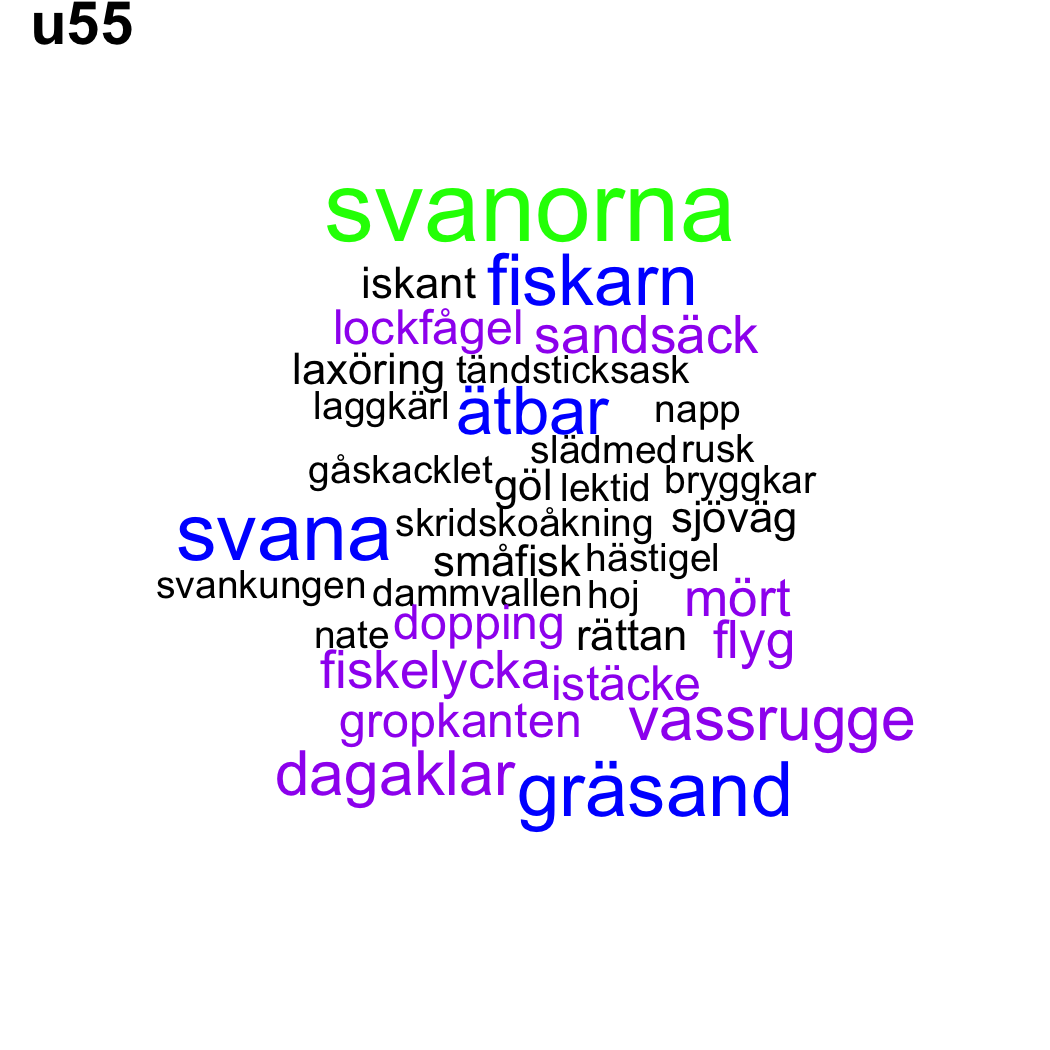 u55
svanorna
iskant fiskarn
lockfågel sandsäck
laxöring tändsticksask
laggkärl ätbar napp
slädmed rusk
gåskacklet göl lektid bryggkar
svana skridskoåkning sjöväg
småfisk hästigel
svankungen dammvallen hoj mört
nate dopping rättan flyg
fiskelycka istäcke
gropkanten vassrugge
dagaklar gräsand